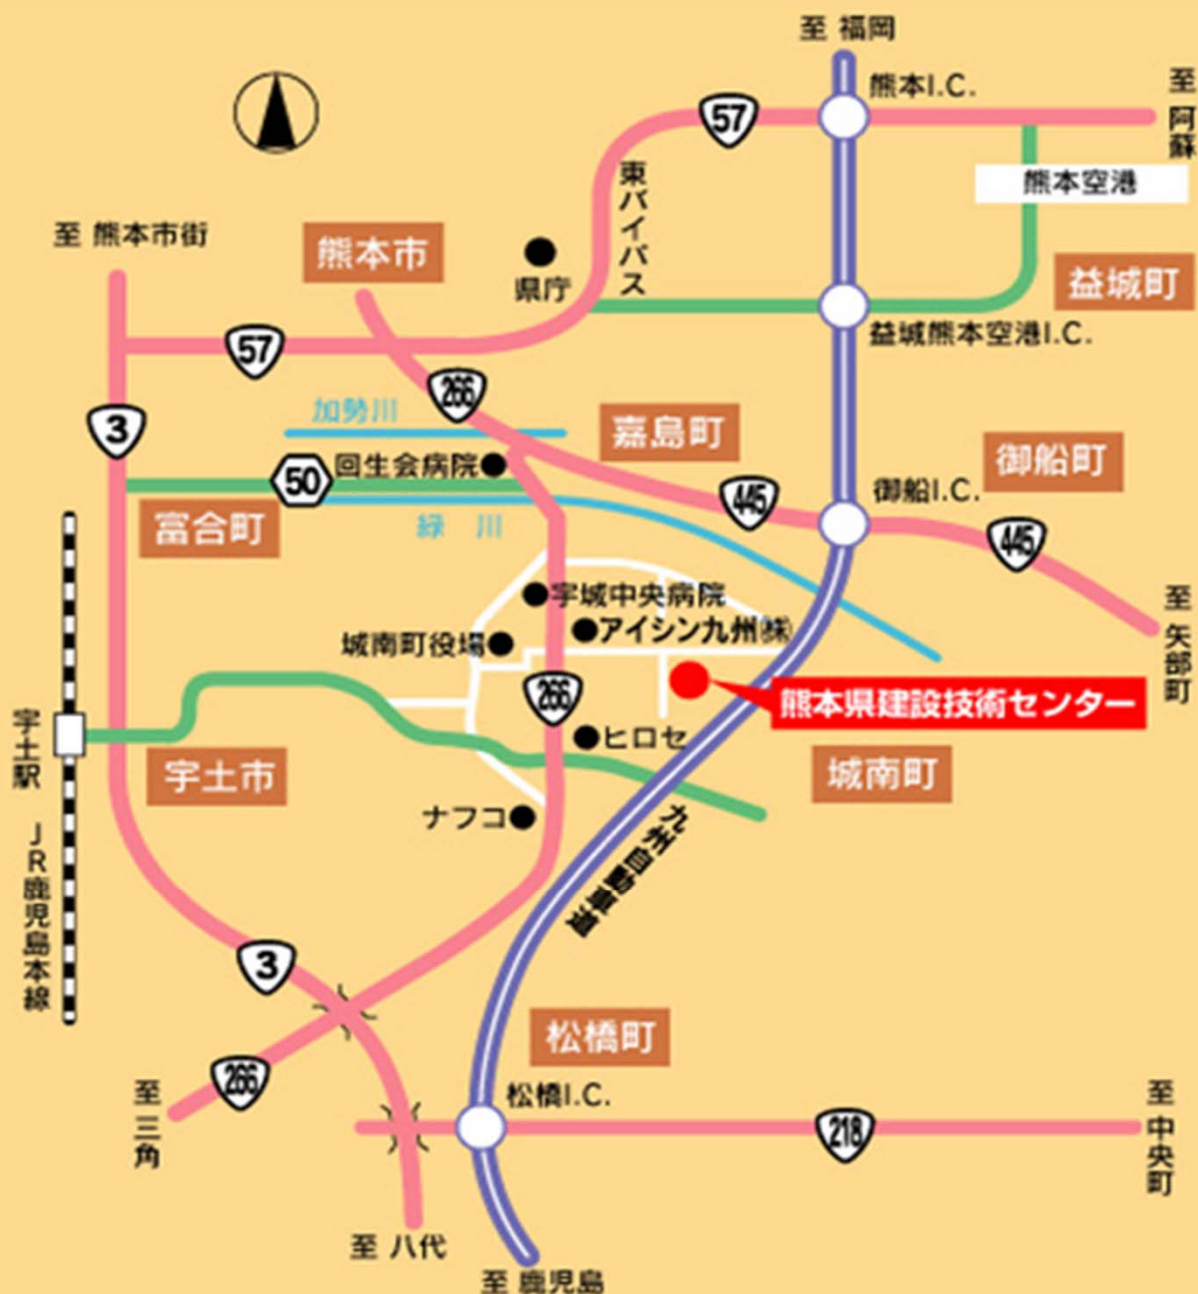 至 福岡
熊本I.C.
至 阿蘇
57
東バイパス
熊本空港
至 熊本市街
熊本市
県庁
益城町
益城熊本空港I.C.
57
266
3
加勢川
嘉島町
御船町
回生会病院
50
445
御船I.C.
富合町
緑 川
445
宇城中央病院
至 矢部町
アイシン九州㈱
城南町役場
266
熊本県建設技術センター
宇土駅
ヒロセ
宇土市
城南町
ナフコ
JR鹿児島本線
九州自動車道
3
松橋町
266
松橋I.C.
至 三角
218
至 中央町
至 八代
至 鹿児島